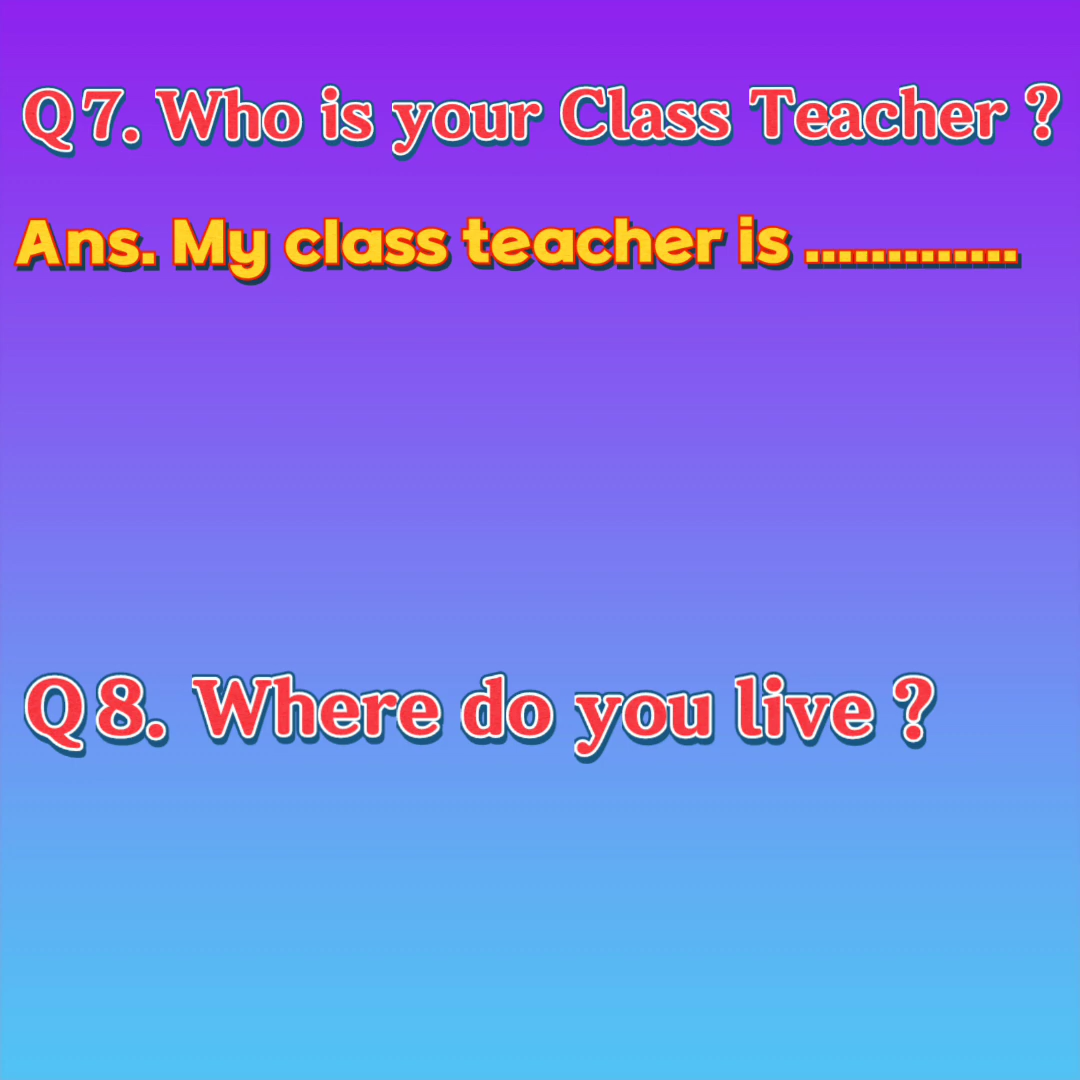 Q7. Who is your Class Teacher ?
Ans. My class teacher is .............
Q8. Where do you live ?